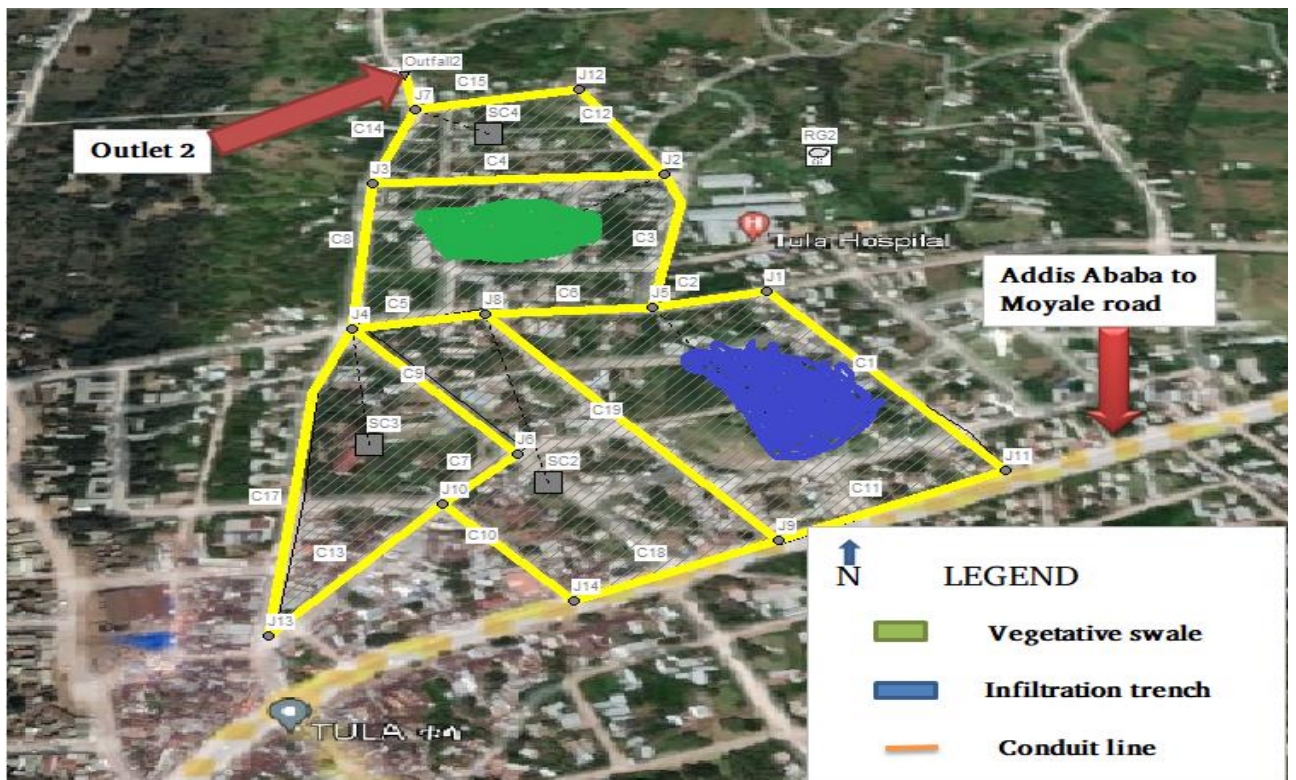 Outfall2
C15
J12
J7
SC4
C12
C14
RG2
Outlet 2
C4
J3
J2
H
Tula Hospital
C8
C3
Addis Ababa to
Moyale road
C2
J1
C5
J8
C6
J5
J4
C1
C9
C19
SC3
J6
SC2
J11
C7
C11
C17
J10
J9
C10
C13
C18
J14
J13
N
LEGEND
Vegetative swale
Infiltration trench
Conduit line
TULA